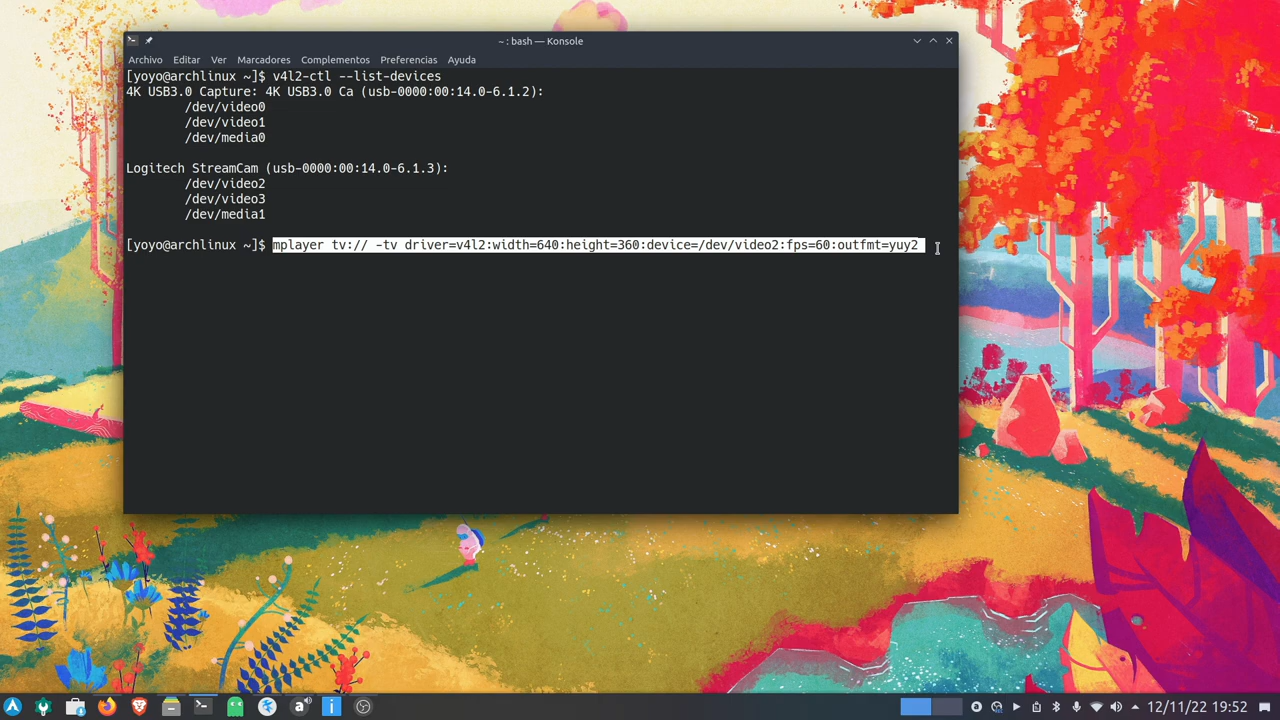 ~ : bash — Konsole
Archivo Editar Ver Marcadores Complementos Preferencias Ayuda
[yoyo@archlinux ~]$ v4l2-ctl --list-devices
4K USB3.0 Capture: 4K USB3.0 Ca (usb-0000:00:14.0-6.1.2):
/dev/video0
/dev/video1
/dev/media0
Logitech StreamCam (usb-0000:00:14.0-6.1.3):
/dev/video2
/dev/video3
/dev/media1
[yoyo@archlinux ~]$ mplayer tv:// -tv driver=v4l2:width=640:height=360:device=/dev/video2:fps=60:outfmt=yuy2
12/11/22 19:52